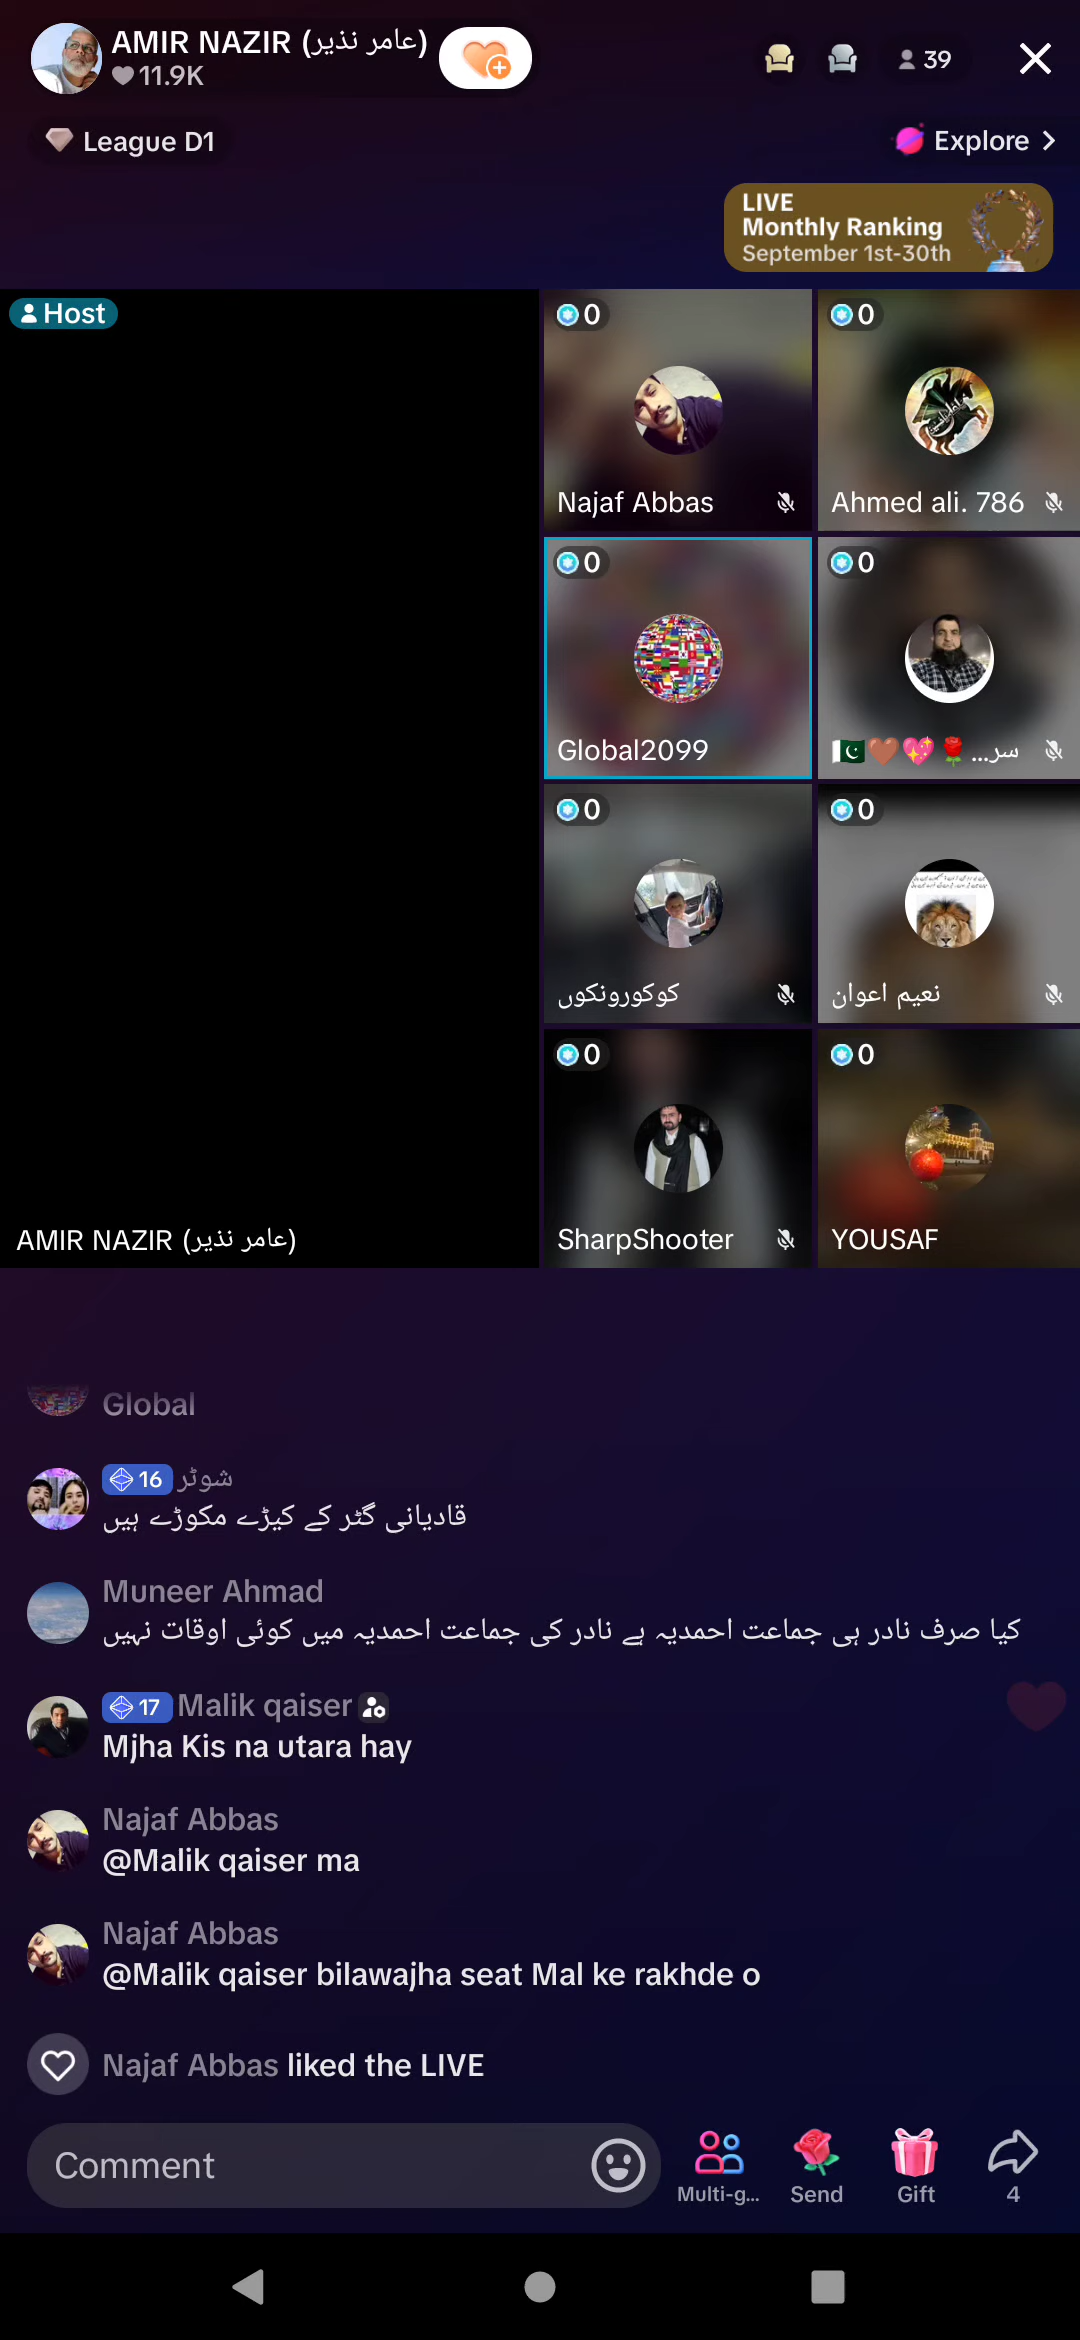 AMIR NAZIR (عامر نذیر)
11.9K
39
League D1
Explore
LIVE
Monthly Ranking
September 1st-30th
Host
0
0
Najaf Abbas
Ahmed ali. 786
0
0
Global2099
سر...
0
0
کوکورونکوں
نعیم اعوان
0
0
AMIR NAZIR (عامر نذیر)
SharpShooter
YOUSAF
Global
16 شوٹر
قادیانی گٹر کے کیڑے مکوڑے ہیں
Muneer Ahmad
کیا صرف نادر ہی جماعت احمدیہ ہے نادر کی جماعت احمدیہ میں کوئی اوقات نہیں
17 Malik qaiser
Mjha Kis na utara hay
Najaf Abbas
@Malik qaiser ma
Najaf Abbas
@Malik qaiser bilawajha seat Mal ke rakhde o
Najaf Abbas liked the LIVE
Comment
Multi-g...
Send
Gift
4